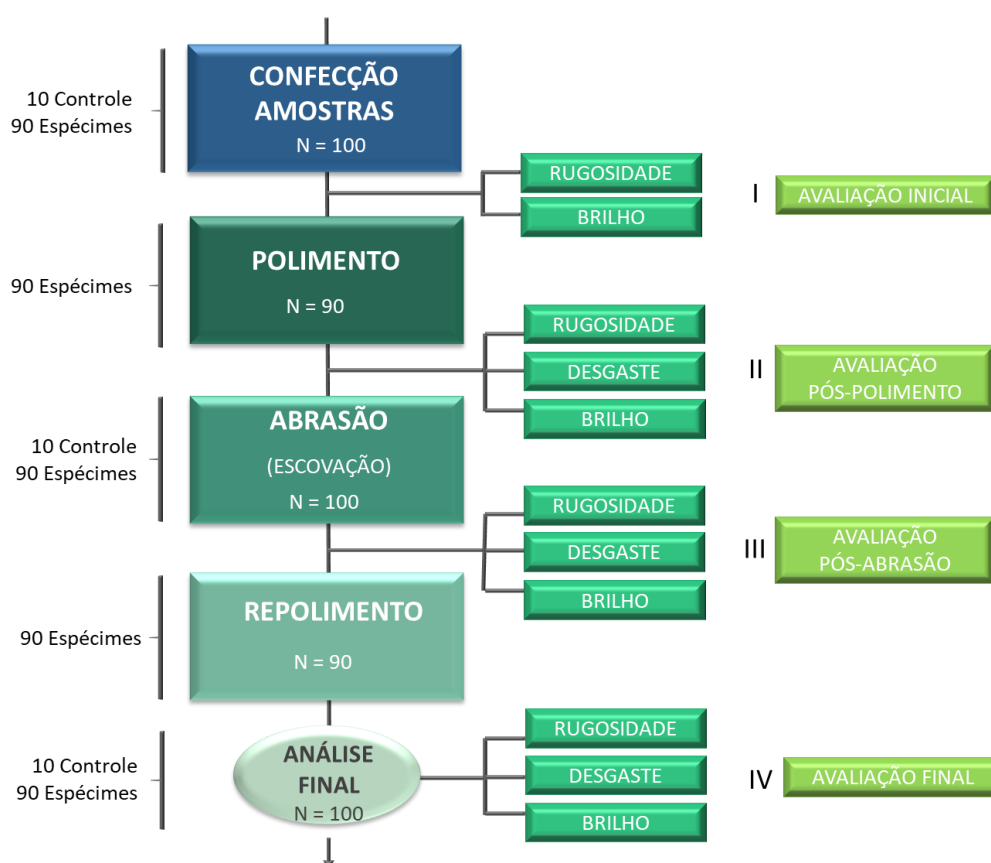 10 Controle
90 Espécimes
CONFECÇÃO
AMOSTRAS
N = 100
RUGOSIDADE
BRILHO
I
AVALIAÇÃO INICIAL
90 Espécimes
POLIMENTO
N = 90
RUGOSIDADE
DESGASTE
BRILHO
II
AVALIAÇÃO
PÓS-POLIMENTO
10 Controle
90 Espécimes
ABRASÃO
(ESCOVAÇÃO)
N = 100
RUGOSIDADE
DESGASTE
BRILHO
III
AVALIAÇÃO
PÓS-ABRASÃO
90 Espécimes
REPOLIMENTO
N = 90
10 Controle
90 Espécimes
ANÁLISE
FINAL
N = 100
RUGOSIDADE
DESGASTE
BRILHO
IV
AVALIAÇÃO FINAL